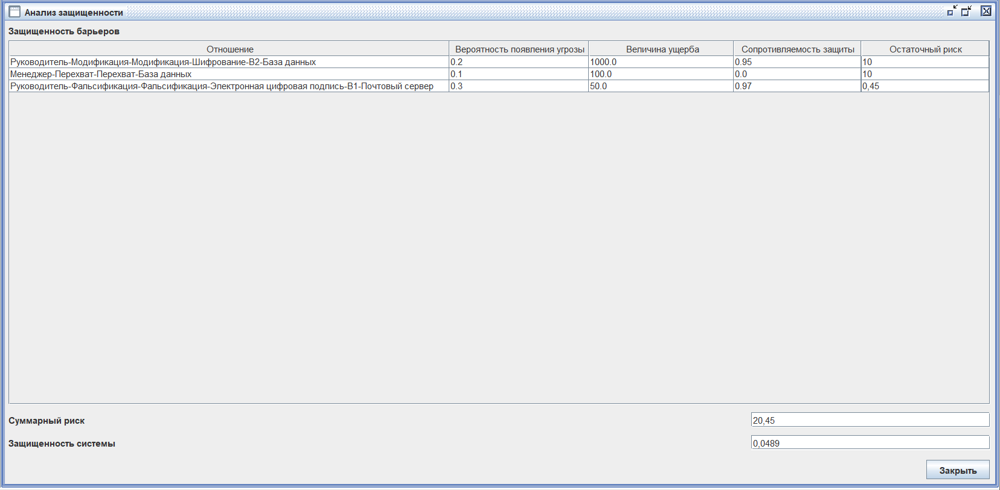 Анализ защищенности
Защищенность барьеров
Отношение Вероятность появления угрозы Величина ущерба Сопротивляемость защиты Остаточный риск
Руководитель-Модификация-Модификация-Шифрование-В2-База данных 0.2 1000.0 0.95 10
Менеджер-Перехват-Перехват-База данных 0.1 100.0 0.0 10
Руководитель-Фальсификация-Фальсификация-Электронная цифровая подпись-В1-Почтовый сервер 0.3 50.0 0.97 0,45
Суммарный риск 20,45
Защищенность системы 0,0489
Закрыть